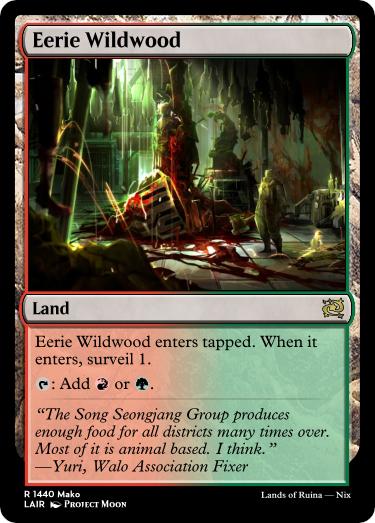 Eerie Wildwood
Land
Eerie Wildwood enters tapped. When it
enters, surveil 1.
: Add or .
“The Song Seongjang Group produces
enough food for all districts many times over.
Most of it is animal based. I think.”
—Yuri, Walo Association Fixer
R 1440 Mako
LAIR Project Moon
Lands of Ruina — Nix